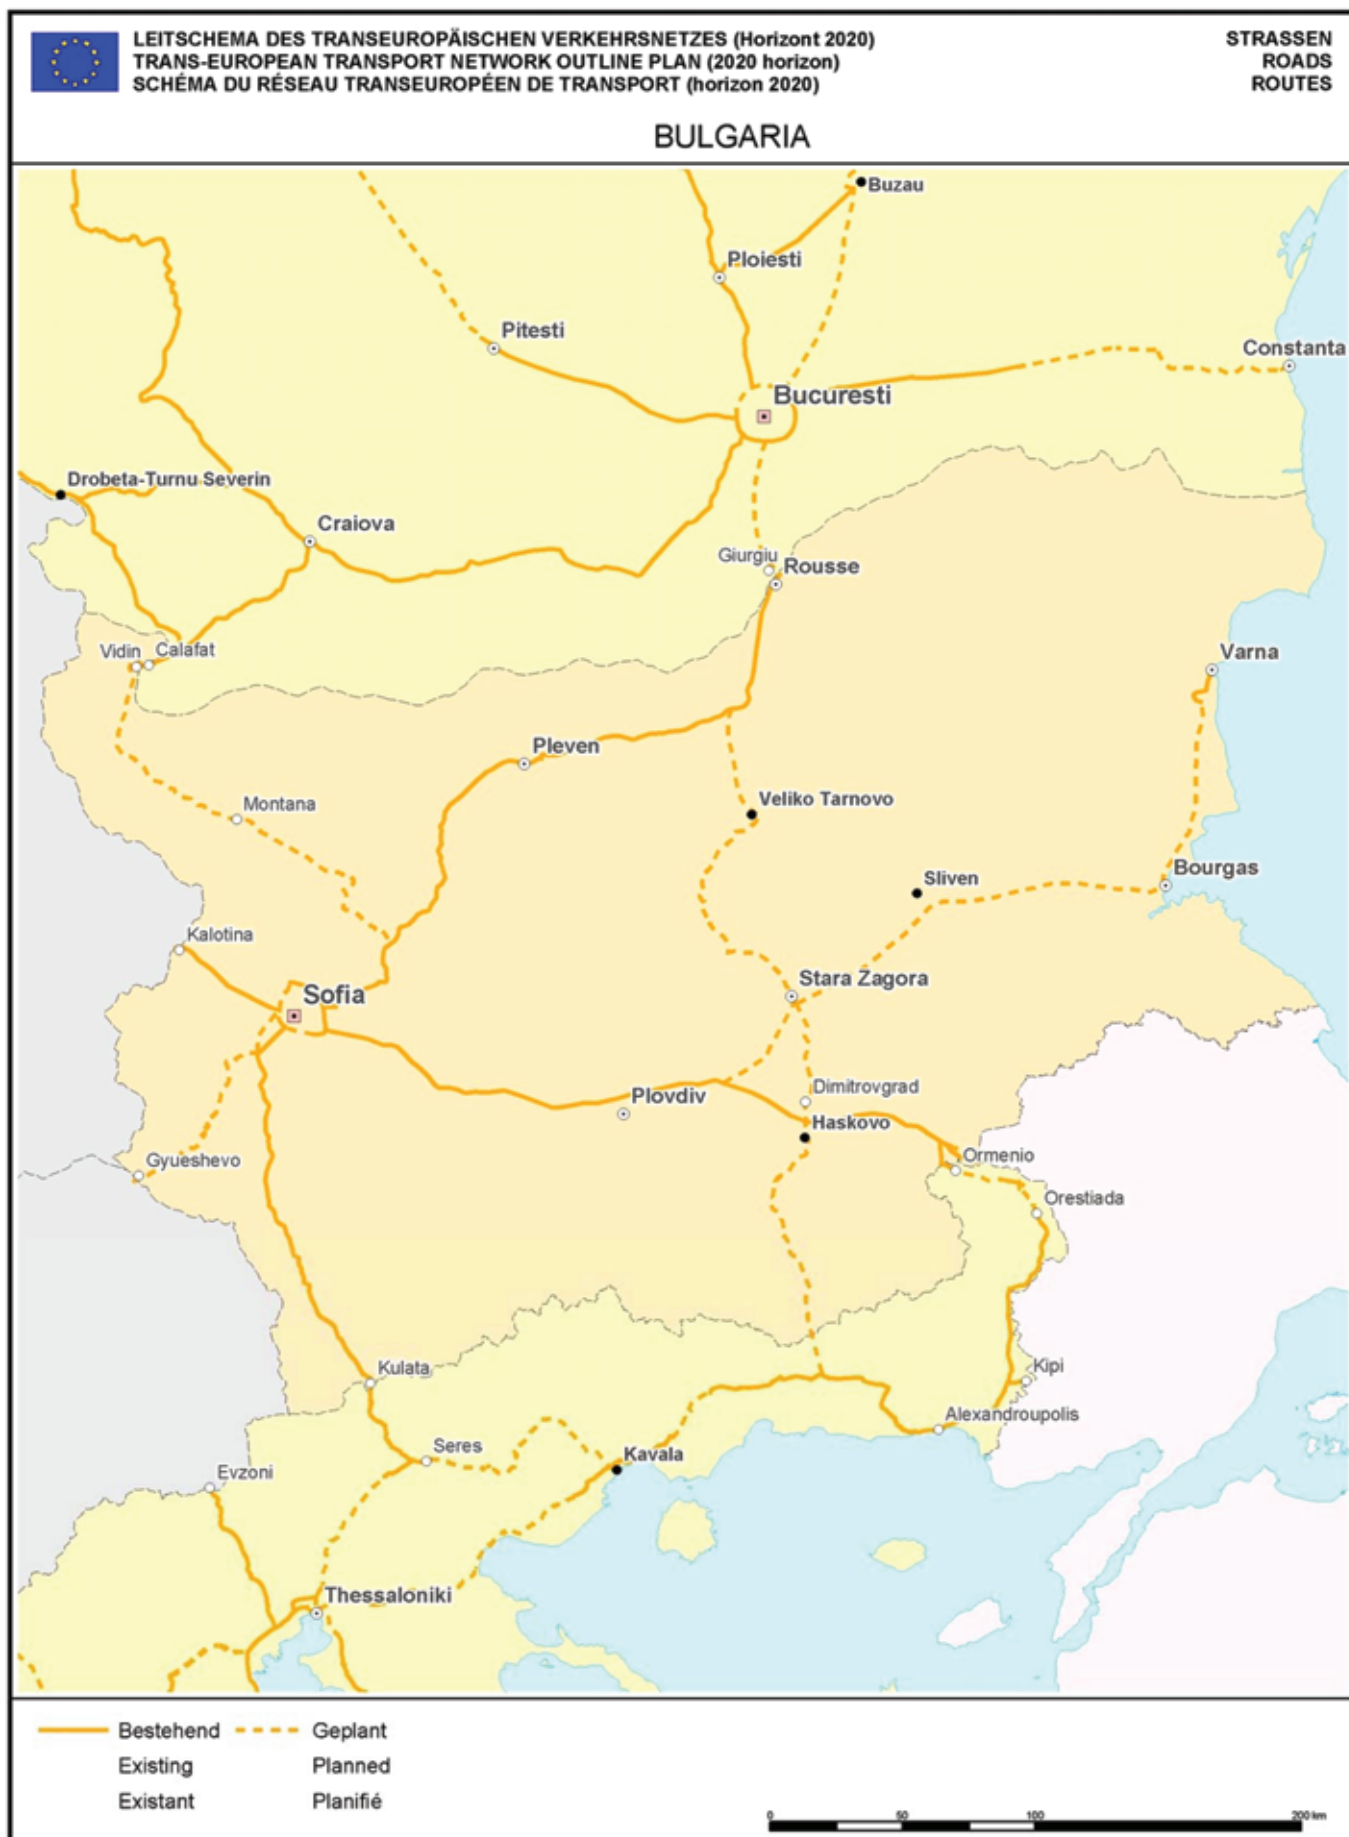 LEITSCHEMA DES TRANSEUROPÄISCHEN VERKEHRSNETZES (Horizont 2020)
TRANS-EUROPEAN TRANSPORT NETWORK OUTLINE PLAN (2020 horizon)
SCHÉMA DU RÉSEAU TRANSEUROPÉEN DE TRANSPORT (horizon 2020)
STRASSEN
ROADS
ROUTES
BULGARIA
Buzau
Ploiesti
Pitesti
Constanta
Bucuresti
Drobeta-Turnu Severin
Craiova
Giurgiu
Rousse
Vidin
Calafat
Varna
Pleven
Montana
Veliko Tarnovo
Bourgas
Sliven
Kalotina
Stara Zagora
Sofia
Dimitrovgrad
Plovdiv
Haskovo
Gyueshevo
Ormenio
Orestiada
Kulata
Kipi
Alexandroupolis
Seres
Kavala
Evzoni
Thessaloniki
Bestehend
Geplant
Existing
Planned
Existant
Planifié
0
50
100
200 km